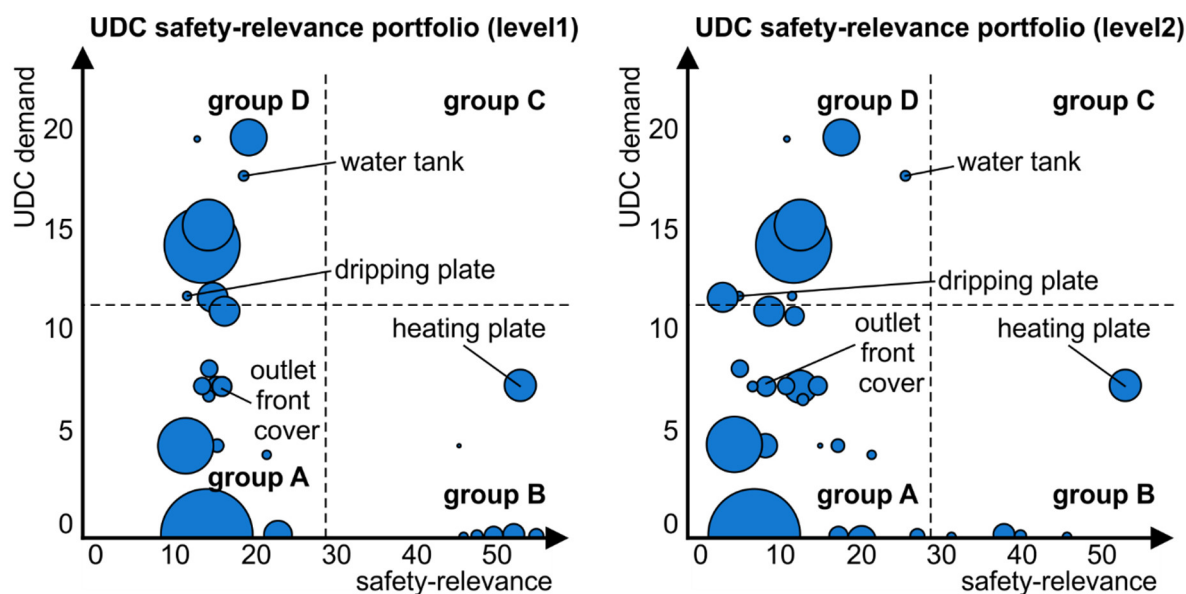 UDC safety-relevance portfolio (level1)
UDC demand
20
15
10
5
0
group D
group C
water tank
dripping plate
heating plate
outlet
front
cover
group A
group B
0 10 20 30 40 50
safety-relevance
UDC safety-relevance portfolio (level2)
UDC demand
20
15
10
5
0
group D
group C
water tank
dripping plate
outlet
front
cover
heating plate
group A
group B
0 10 20 30 40 50
safety-relevance